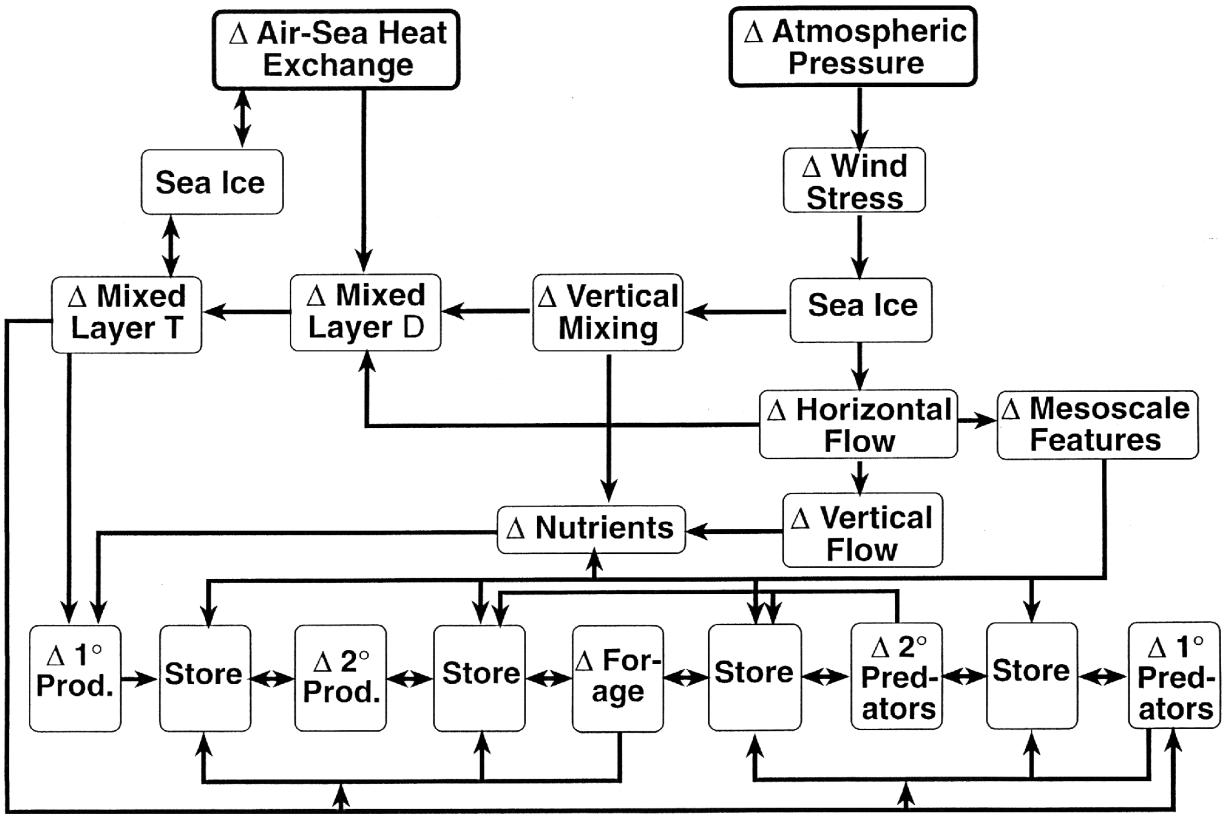 Δ Air-Sea Heat
Exchange
Δ Atmospheric
Pressure
Sea Ice
Δ Wind
Stress
Δ Mixed
Layer T
Δ Mixed
Layer D
Δ Vertical
Mixing
Sea Ice
Δ Horizontal
Flow
Δ Mesoscale
Features
Δ Nutrients
Δ Vertical
Flow
Δ 1°
Prod.
Store
Δ 2°
Prod.
Store
Δ For-
age
Store
Δ 2°
Pred-
ators
Store
Δ 1°
Pred-
ators